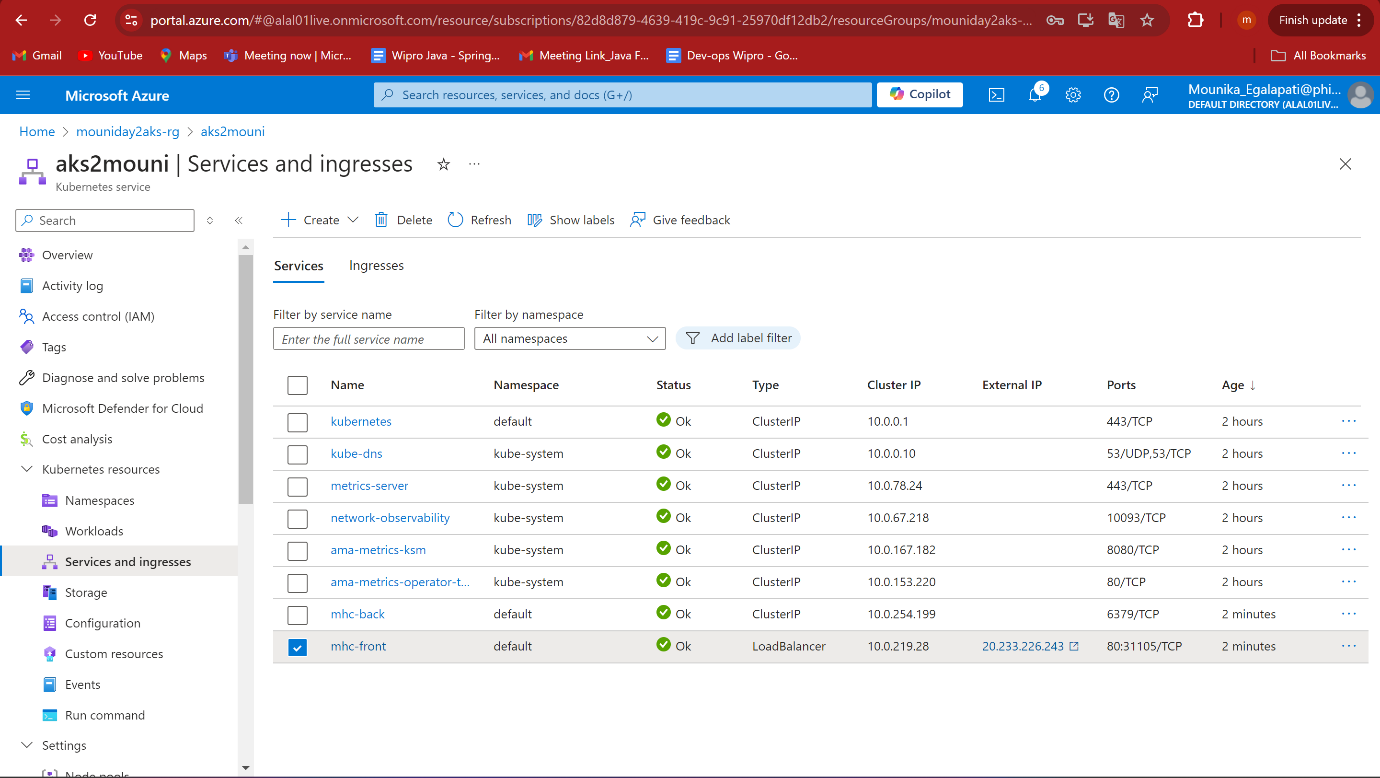 portal.azure.com/#@alal01live.onmicrosoft.com/resource/subscriptions/82d8d879-4639-419c-9c91-25970df12db2/resourceGroups/mouniday2aks-...
m
Finish update
Gmail YouTube Maps Meeting now | Micr... Wipro Java - Spring... Meeting Link_Java F... Dev-ops Wipro - Go... All Bookmarks
Microsoft Azure
Search resources, services, and docs (G+/)
Copilot
6
Mounika_Egalapati@phi...
DEFAULT DIRECTORY (ALAL01LIV...
Home > mouniday2aks-rg > aks2mouni
aks2mouni | Services and ingresses ...
Kubernetes service
Search
Overview
Activity log
Access control (IAM)
Tags
Diagnose and solve problems
Microsoft Defender for Cloud
Cost analysis
Kubernetes resources
Namespaces
Workloads
Services and ingresses
Storage
Configuration
Custom resources
Events
Run command
Settings
Node pools
Create Delete Refresh Show labels Give feedback
Services Ingresses
Filter by service name Filter by namespace
Enter the full service name All namespaces Add label filter
Name Namespace Status Type Cluster IP External IP Ports Age ↓
kubernetes default Ok ClusterIP 10.0.0.1 443/TCP 2 hours ...
kube-dns kube-system Ok ClusterIP 10.0.0.10 53/UDP,53/TCP 2 hours ...
metrics-server kube-system Ok ClusterIP 10.0.78.24 443/TCP 2 hours ...
network-observability kube-system Ok ClusterIP 10.0.67.218 10093/TCP 2 hours ...
ama-metrics-ksm kube-system Ok ClusterIP 10.0.167.182 8080/TCP 2 hours ...
ama-metrics-operator-t... kube-system Ok ClusterIP 10.0.153.220 80/TCP 2 hours ...
mhc-back default Ok ClusterIP 10.0.254.199 6379/TCP 2 minutes ...
mhc-front default Ok LoadBalancer 10.0.219.28 20.233.226.243 80:31105/TCP 2 minutes ...